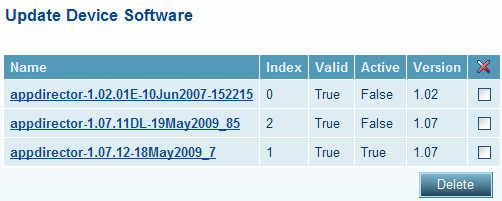 Update Device Software
Name Index Valid Active Version
appdirector-1.02.01E-10Jun2007-152215 0 True False 1.02
appdirector-1.07.11DL-19May2009_85 2 True False 1.07
appdirector-1.07.12-18May2009_7 1 True True 1.07
Delete